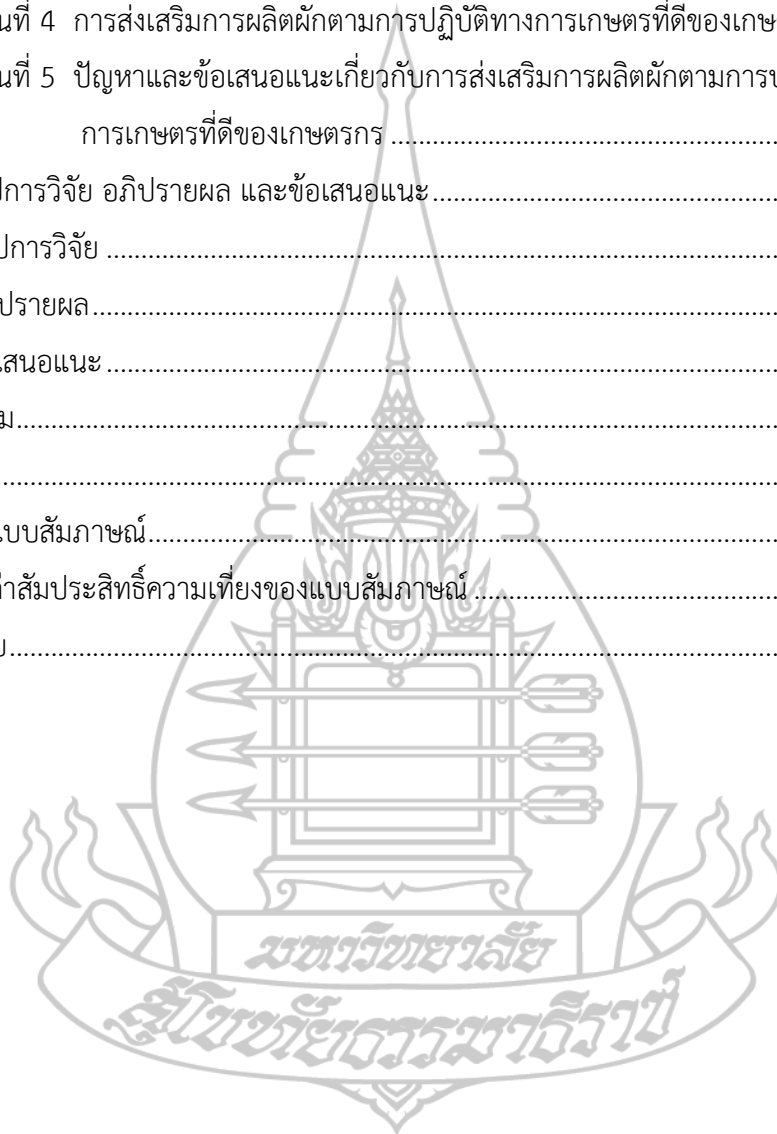 นที่ 4 การส่งเสริมการผลิตผักตามการปฏิบัติทางการเกษตรที่ดีของเกษ
นที่ 5 ปัญหาและข้อเสนอแนะเกี่ยวกับการส่งเสริมการผลิตผักตามการป
การเกษตรที่ดีของเกษตรกร ..........................................................
ปการวิจัย อภิปรายผล และข้อเสนอแนะ ..........................................................
ปการวิจัย ..........................................................
ปรายผล ..........................................................
เสนอแนะ ..........................................................
ม ..........................................................
..........................................................
แบบสัมภาษณ์ ..........................................................
ค่าสัมประสิทธิ์ความเที่ยงของแบบสัมภาษณ์ ..........................................................
ย ..........................................................
มหาวิทยาลัย
สุโขทัยธรรมาธิราช